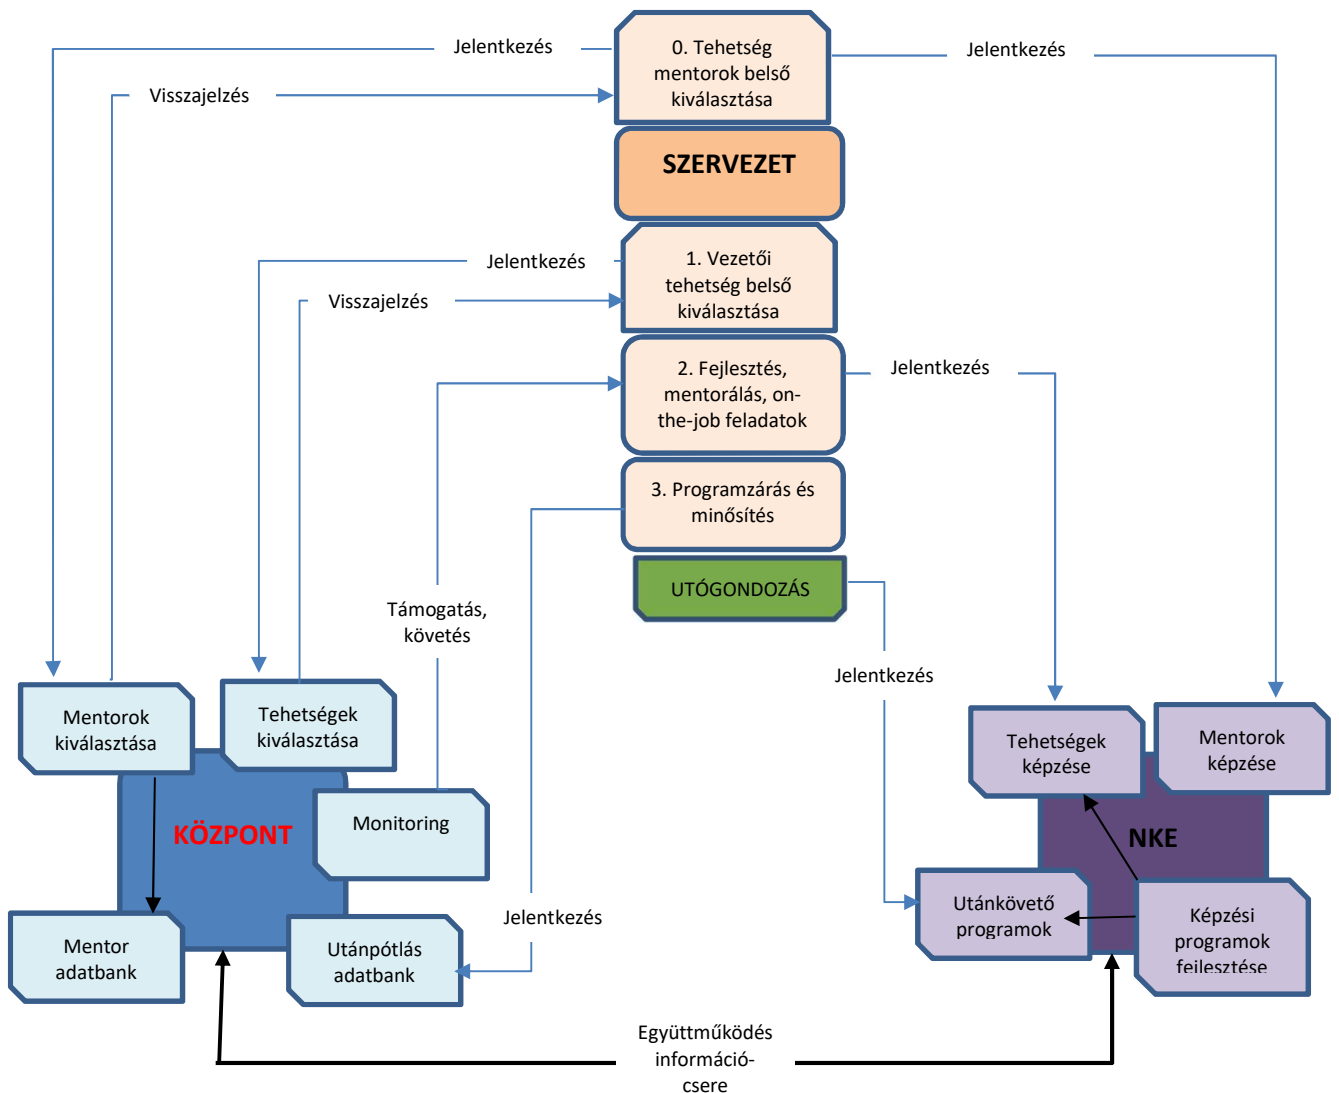 Jelentkezés
0. Tehetség
mentorok belső
kiválasztása
Jelentkezés
Visszajelzés
SZERVEZET
Jelentkezés
1. Vezetői
tehetség belső
kiválasztása
Visszajelzés
2. Fejlesztés,
mentorálás, on-
the-job feladatok
Jelentkezés
3. Programzárás és
minősítés
UTÓGONDOZÁS
Támogatás,
követés
Jelentkezés
Mentorok
kiválasztása
Tehetségek
kiválasztása
Tehetségek
képzése
Mentorok
képzése
KÖZPONT
Monitoring
NKE
Jelentkezés
Mentor
adatbank
Utánpótlás
adatbank
Utánkövető
programok
Képzési
programok
fejlesztése
Együttműködés
információ-
csere